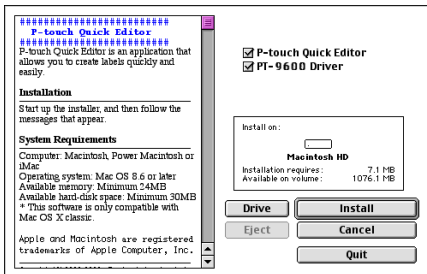 ##########################
P-touch Quick Editor
##########################
P-touch Quick Editor is an application that
allows you to create labels quickly and
easily.
Installation
Start up the installer, and then follow the
messages that appear.
System Requirements
Computer: Macintosh, Power Macintosh or
iMac
Operating system: Mac OS 8.6 or later
Available memory: Minimum 24MB
Available hard-disk space: Minimum 30MB
* This software is only compatible with
Mac OS X classic.
Apple and Macintosh are registered
trademarks of Apple Computer, Inc.
P-touch Quick Editor
PT-9600 Driver
Install on:
Macintosh HD
Installation requires: 7.1 MB
Available on volume: 1076.1 MB
Drive
Install
Eject
Cancel
Quit